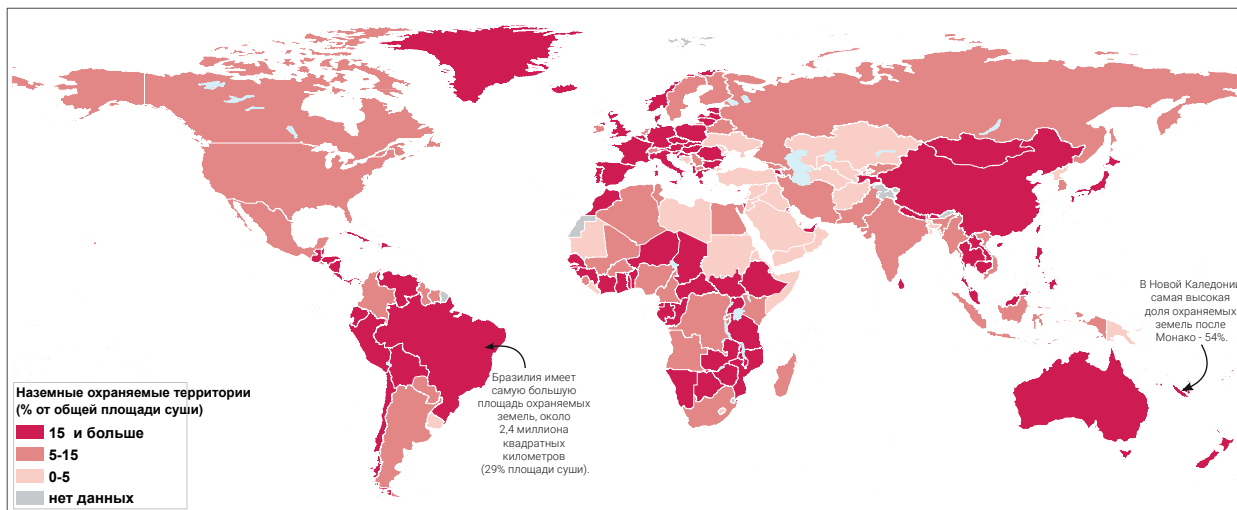 В Новой Каледонии
самая высокая
доля охраняемых
земель после
Монако - 54%.
Бразилия имеет
самую большую
площадь охраняемых
земель, около
2,4 миллиона
квадратных
километров
(29% площади суши).
Наземные охраняемые территории
(% от общей площади суши)
15 и больше
5-15
0-5
нет данных